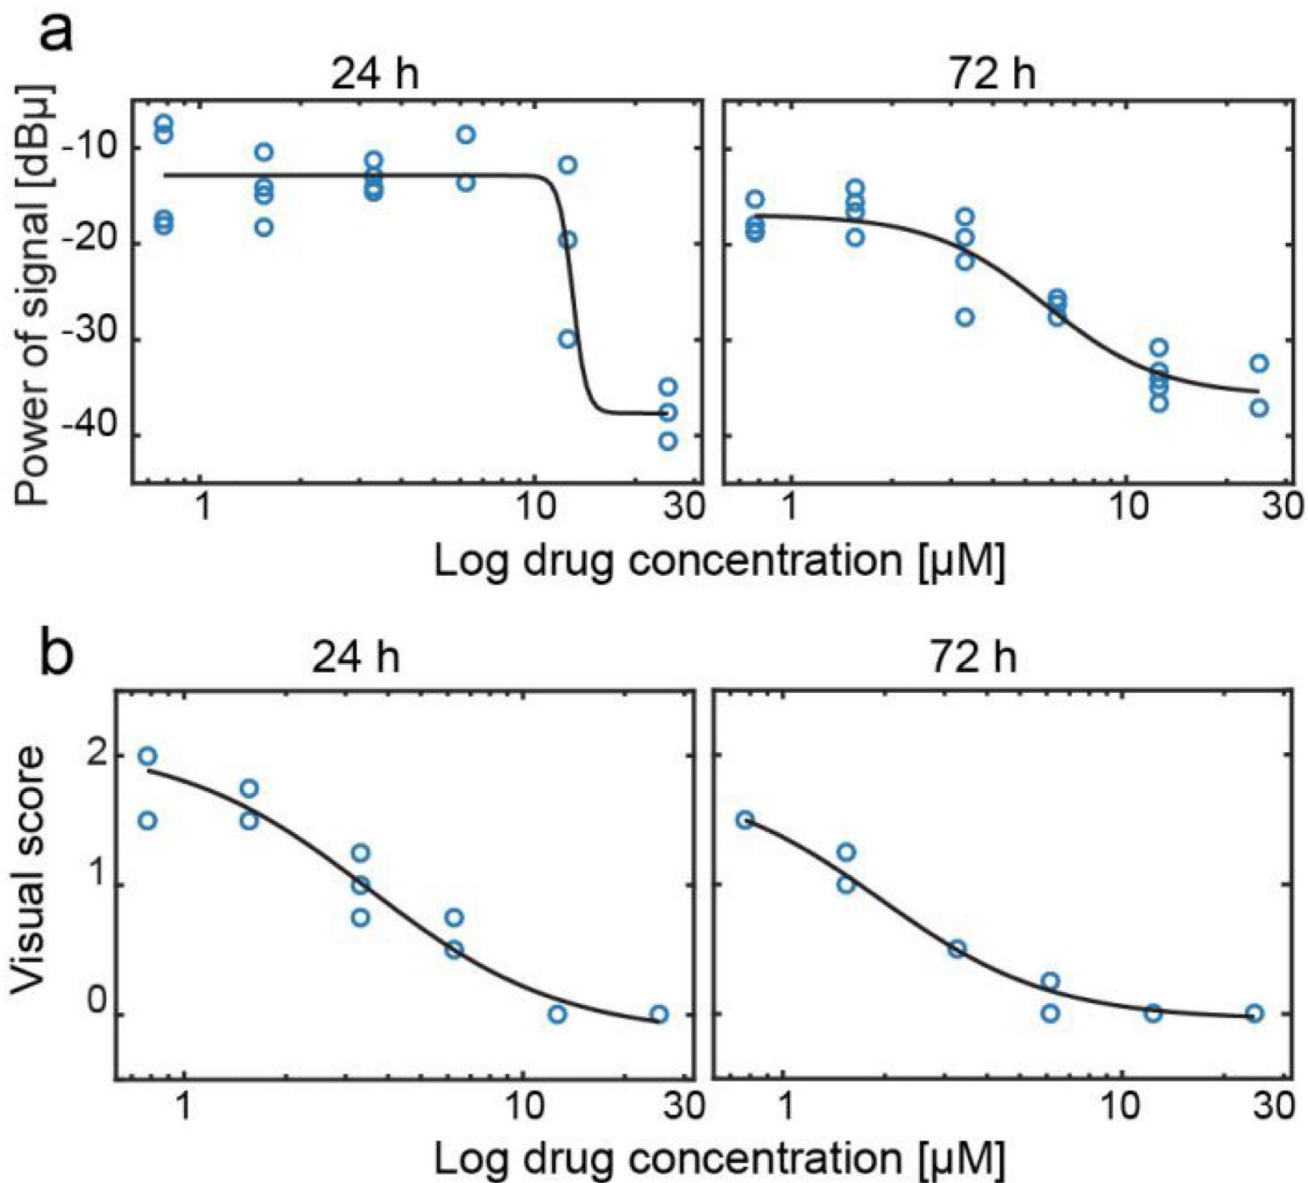 a
24 h
72 h
Power of signal [dBµ]
-10
-20
-30
-40
1
10
30
1
10
30
Log drug concentration [µM]
b
24 h
72 h
Visual score
2
1
0
1
10
30
1
10
30
Log drug concentration [µM]